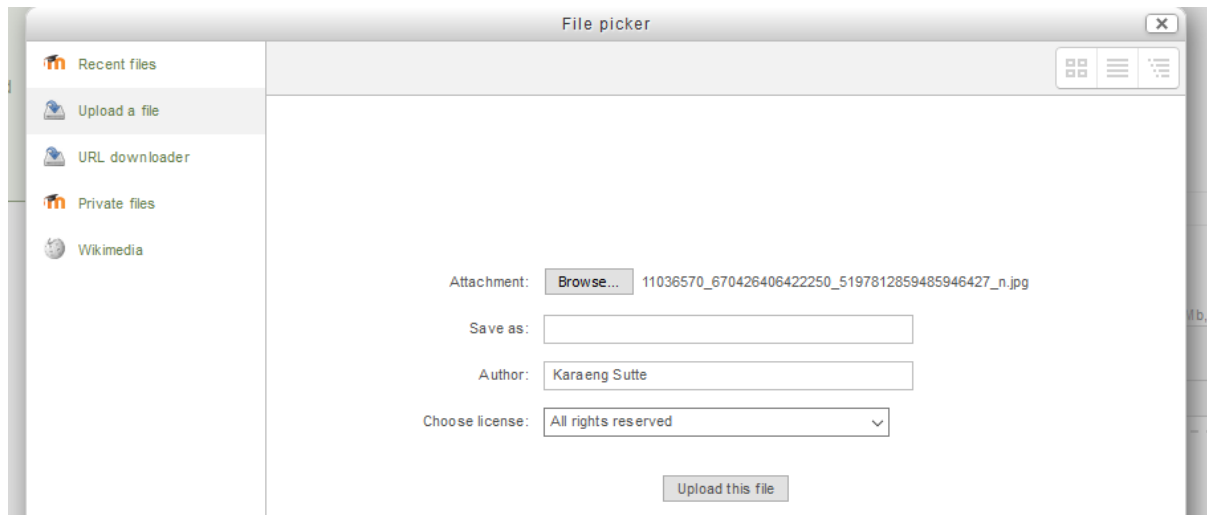 File picker
Recent files
Upload a file
URL downloader
Private files
Wikimedia
Attachment: Browse... 11036570_670426406422250_5197812859485946427_n.jpg
Save as:
Author: Karaeng Sutte
Choose license: All rights reserved
Upload this file